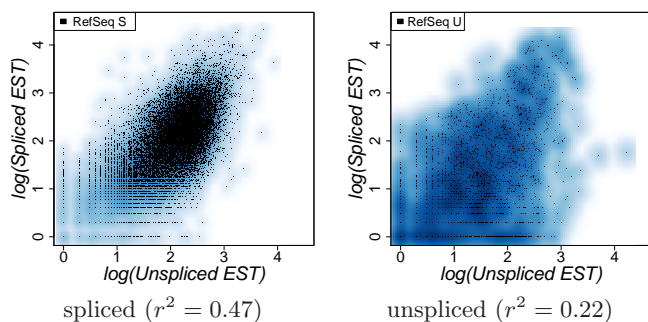 RefSeq S
log(Spliced EST)
0 1 2 3 4
0 1 2 3 4
log(Unspliced EST)
spliced (r² = 0.47)
RefSeq U
log(Spliced EST)
0 1 2 3 4
0 1 2 3 4
log(Unspliced EST)
unspliced (r² = 0.22)